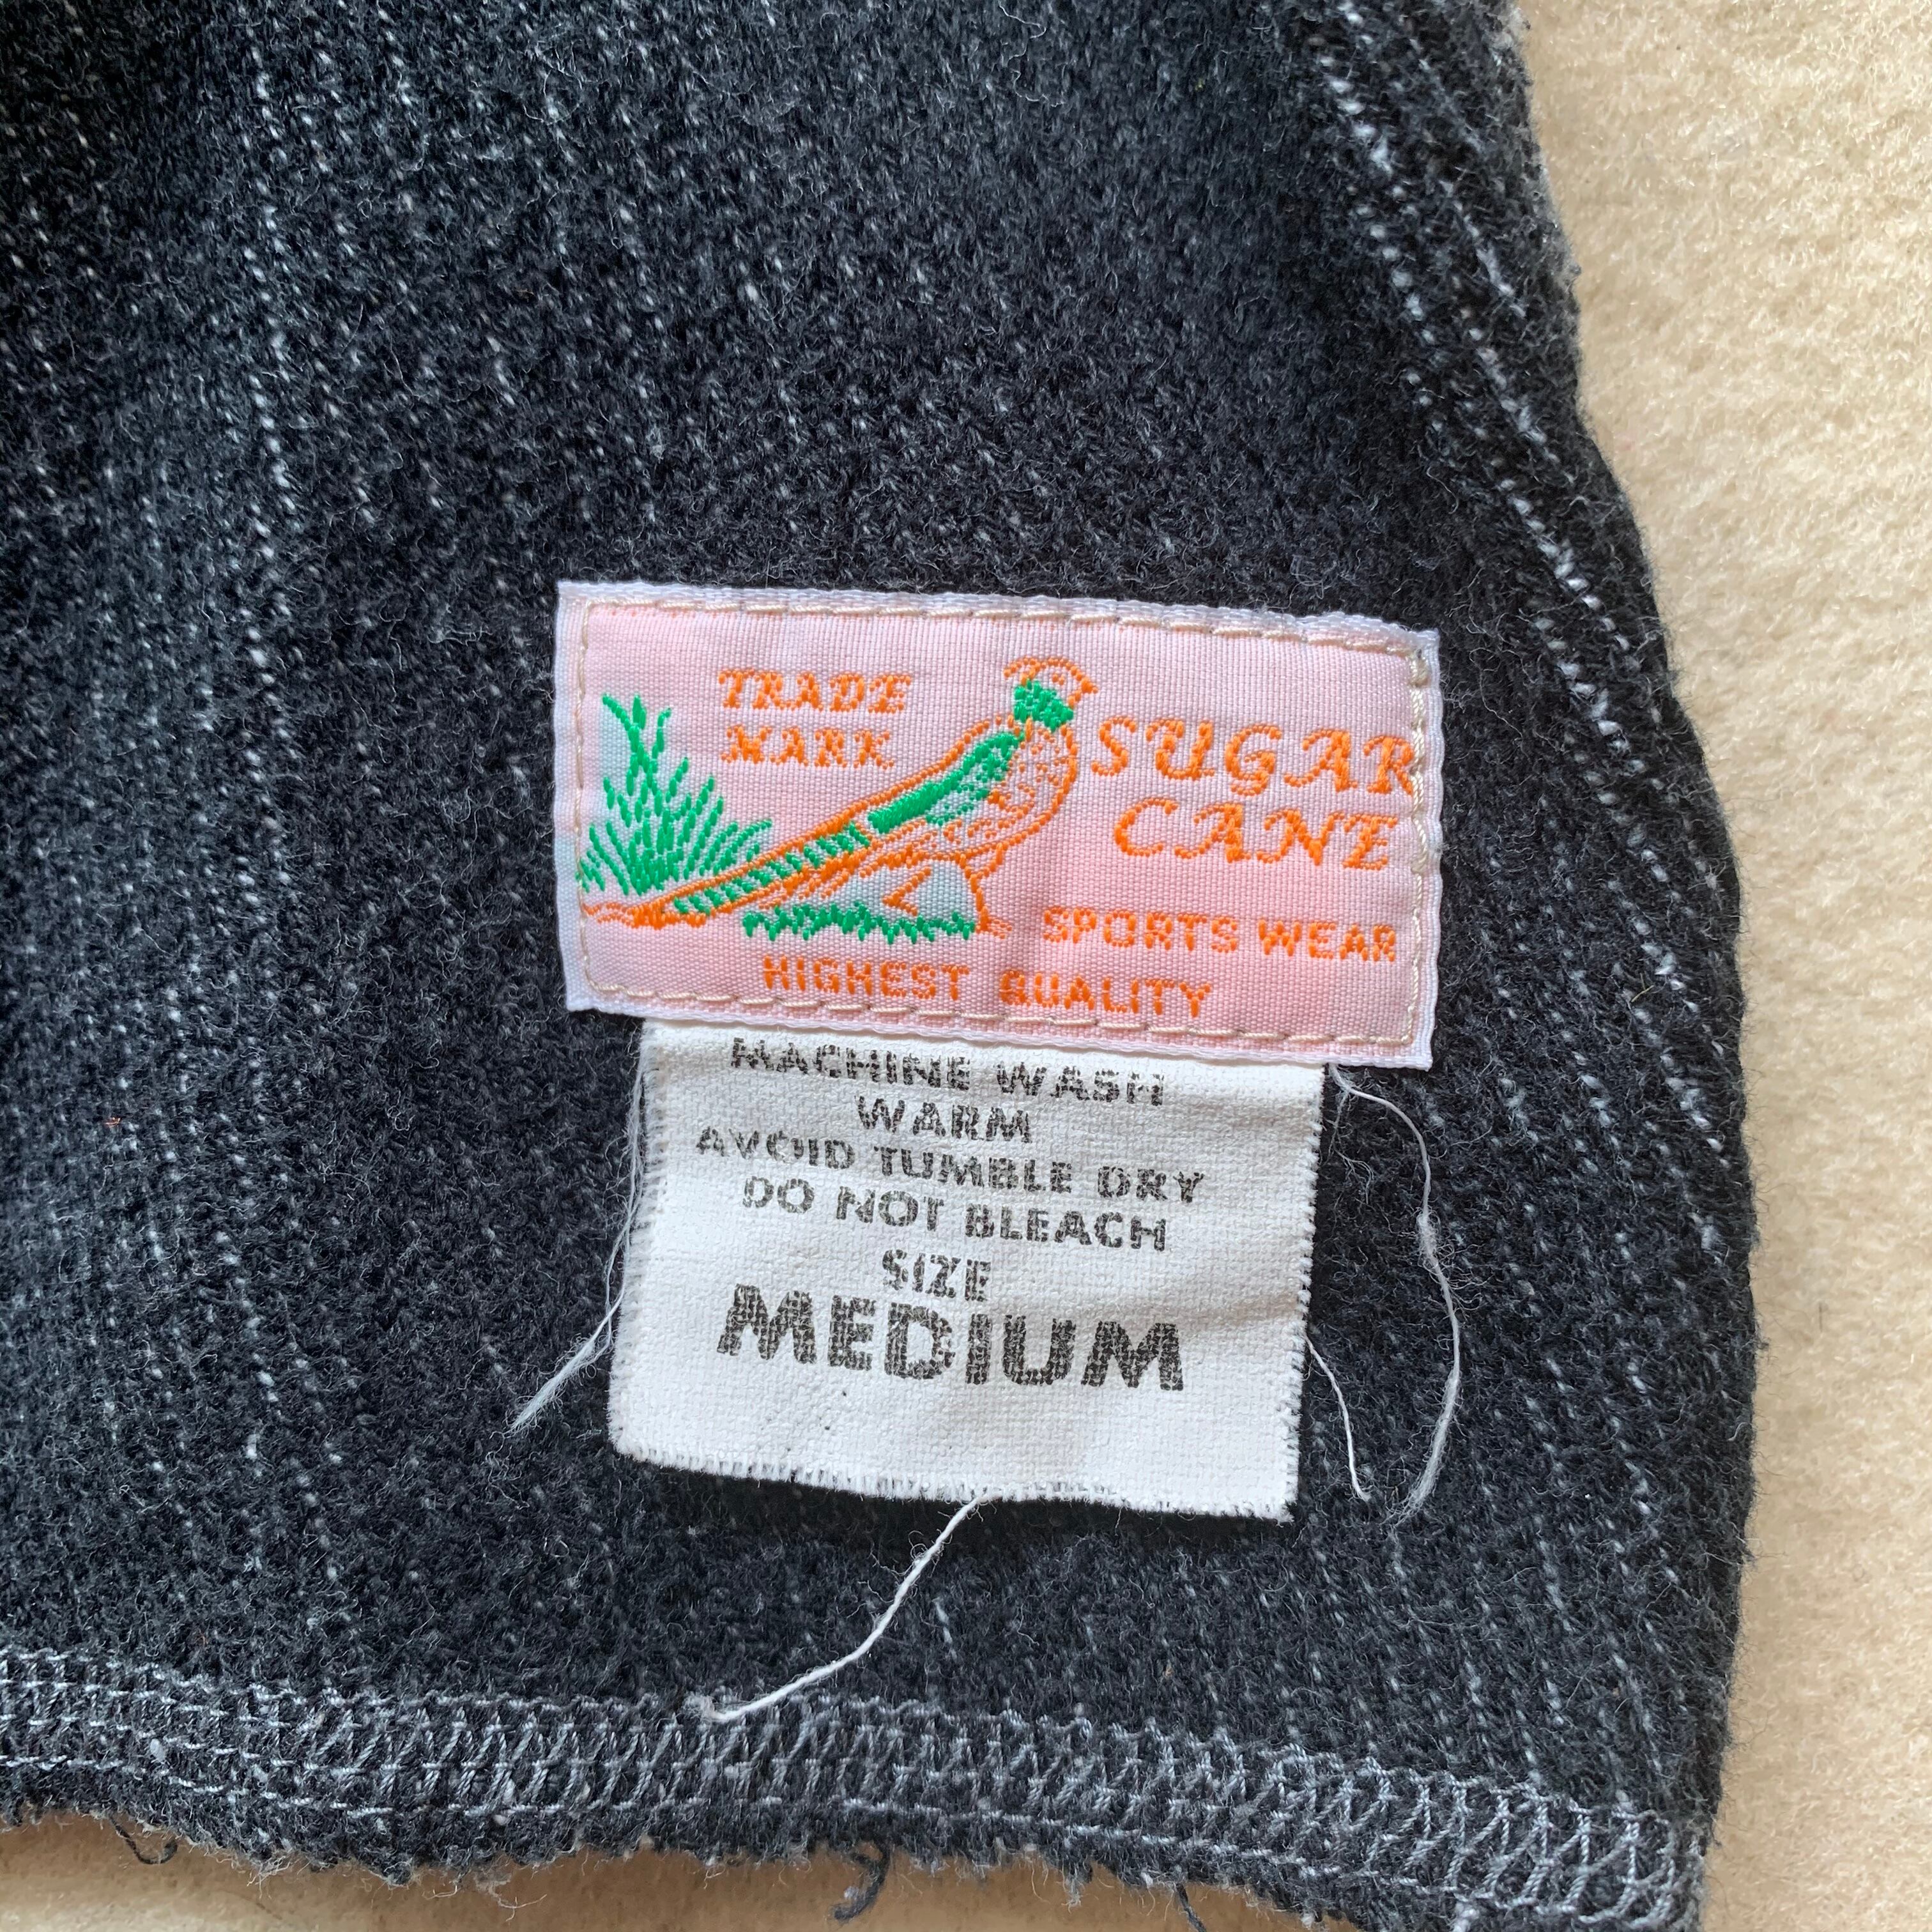 TRADE
MARK
SUGAR
CANE
SPORTS WEAR
HIGHEST QUALITY
MACHINE WASH
WARM
AVOID TUMBLE DRY
DO NOT BLEACH
SIZE
MEDIUM